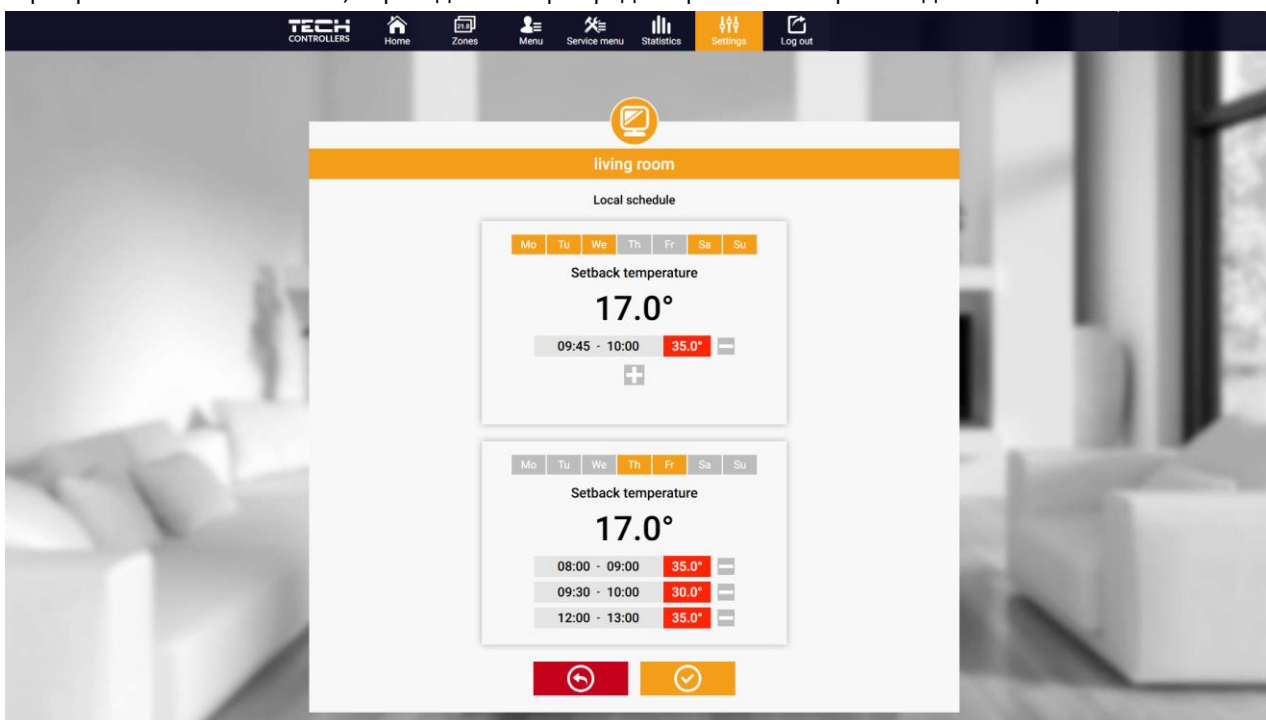 TECH
CONTROLLERS
Home
21.8
Zones
Menu
Service menu
Statistics
Settings
Log out
living room
Local schedule
Mo Tu We Th Fr Sa Su
Setback temperature
17.0°
09:45 - 10:00 35.0°
Mo Tu We Th Fr Sa Su
Setback temperature
17.0°
08:00 - 09:00 35.0°
09:30 - 10:00 30.0°
12:00 - 13:00 35.0°